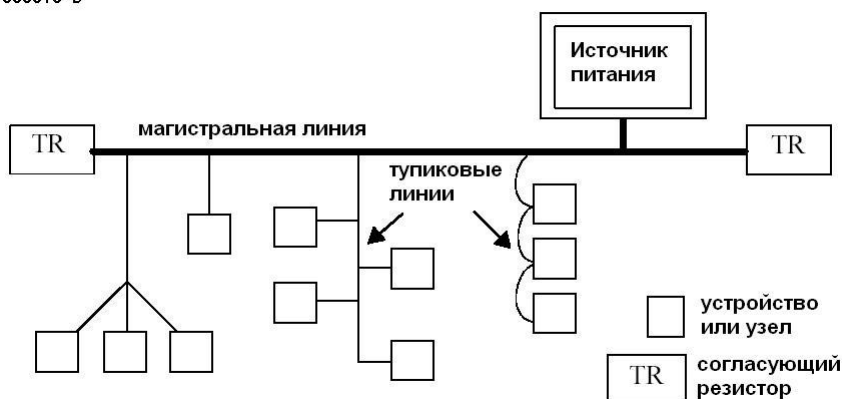 Источник
питания
TR
магистральная линия
TR
тупиковые
линии
устройство
или узел
TR
согласующий
резистор